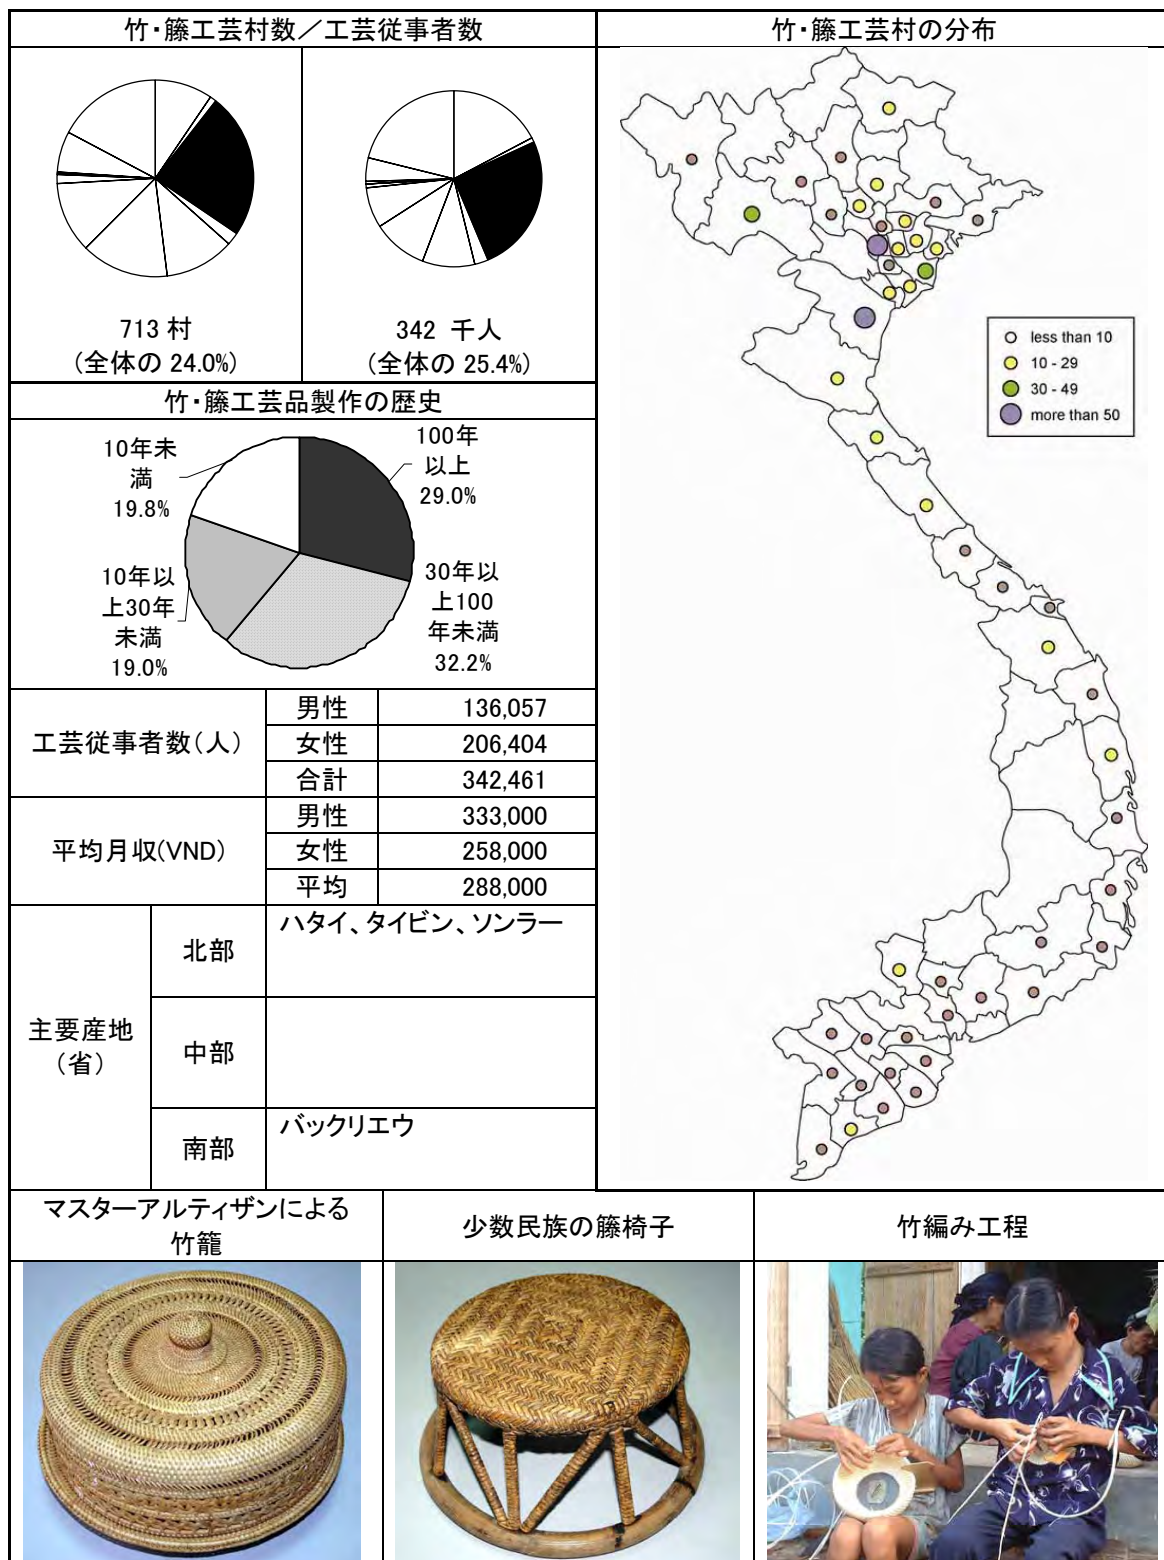 竹・籐工芸村数／工芸従事者数
713 村
(全体の 24.0%)
342 千人
(全体の 25.4%)
竹・籐工芸品製作の歴史
10年未
満
19.8%
100年
以上
29.0%
10年以
上30年
未満
19.0%
30年以
上100
年未満
32.2%
工芸従事者数(人)
男性 136,057
女性 206,404
合計 342,461
平均月収(VND)
男性 333,000
女性 258,000
平均 288,000
主要産地
(省)
北部 ハタイ、タイビン、ソンラー
中部
南部 バックリエウ
竹・籐工芸村の分布
less than 10
10 - 29
30 - 49
more than 50
マスターアルティザンによる
竹籠
少数民族の籐椅子
竹編み工程